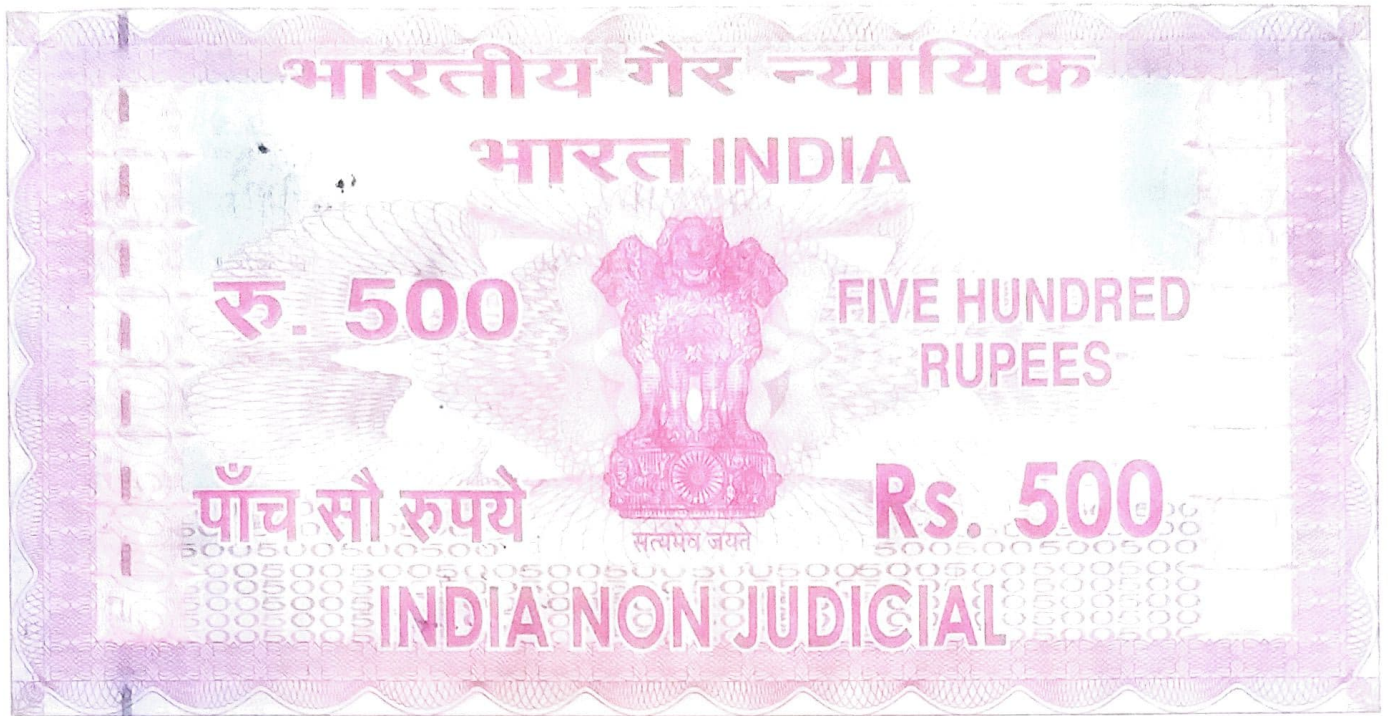 भारतीय गैर न्यायिक
भारत INDIA
रु. 500
FIVE HUNDRED
RUPEES
पाँच सौ रुपये
Rs. 500
सत्यमेव जयते
INDIA NON JUDICIAL